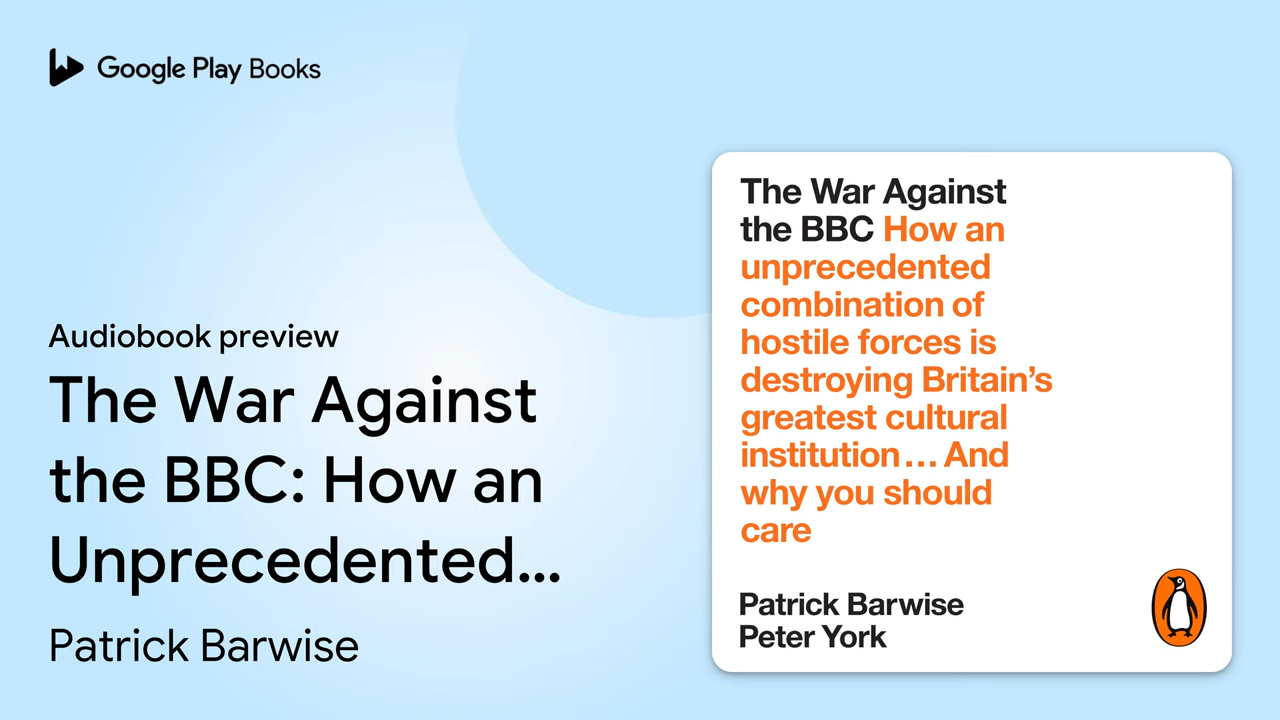 Google Play Books
Audiobook preview
The War Against
the BBC: How an
Unprecedented...
Patrick Barwise
The War Against
the BBC How an
unprecedented
combination of
hostile forces is
destroying Britain’s
greatest cultural
institution… And
why you should
care
Patrick Barwise
Peter York